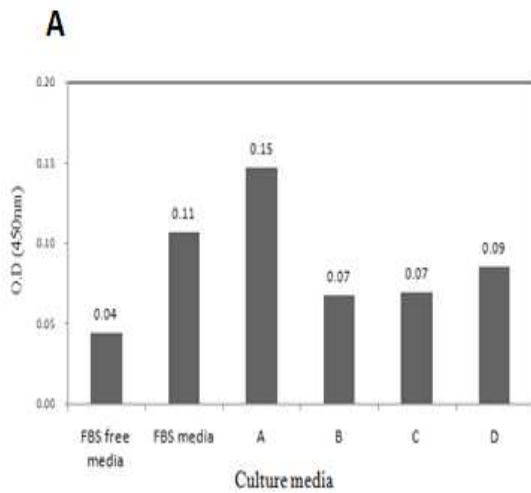 A
0.20
0.15
0.10
0.05
0.00
O.D (450nm)
0.04
0.11
0.15
0.07
0.07
0.09
FBS free media
FBS media
A
B
C
D
Culture media